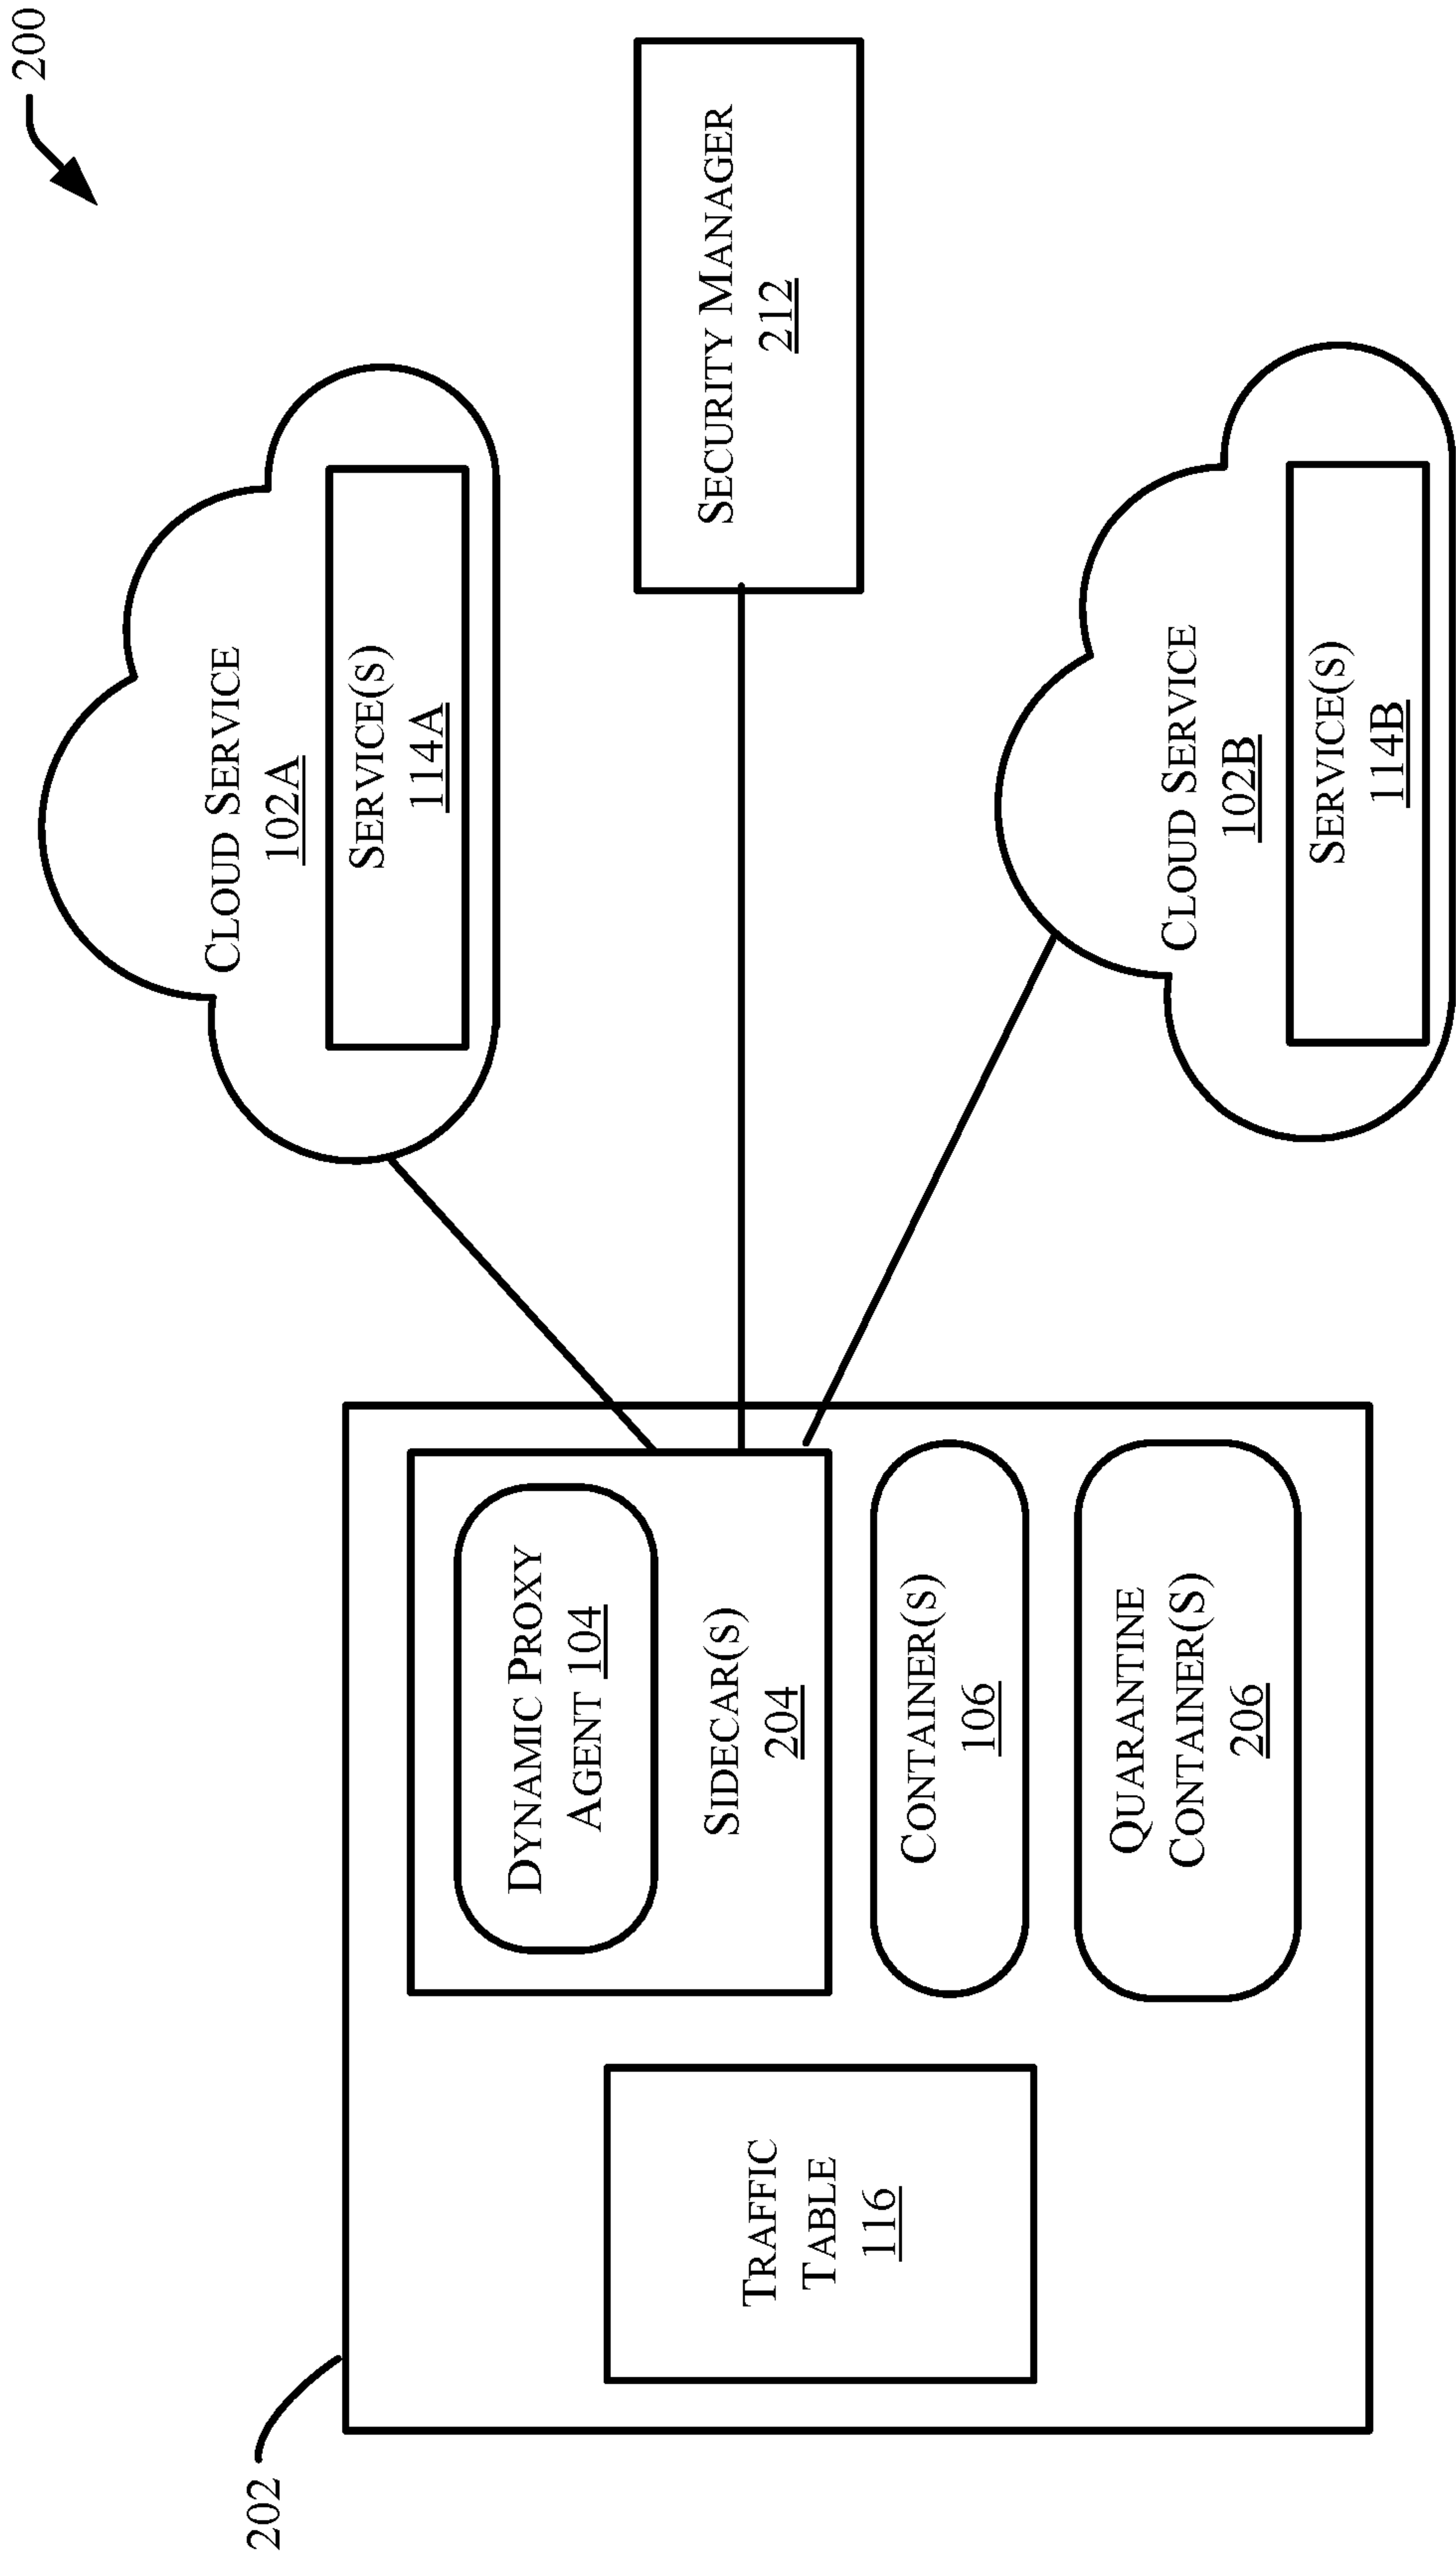 200
CLOUD SERVICE
102A
SERVICE(S)
114A
SECURITY MANAGER
212
CLOUD SERVICE
102B
SERVICE(S)
114B
202
TRAFFIC
TABLE
116
DYNAMIC PROXY
AGENT 104
SIDECAR(S)
204
CONTAINER(S)
106
QUARANTINE
CONTAINER(S)
206